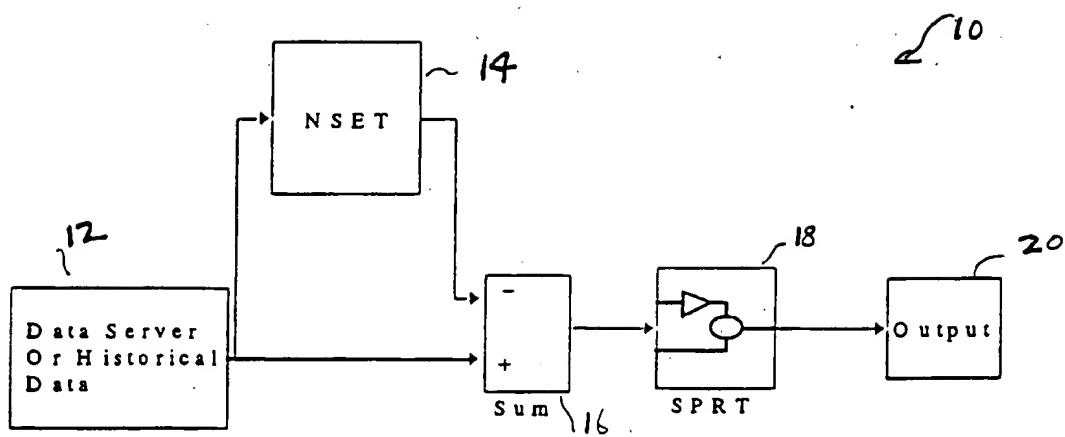 10
14
NSET
12
18
20
Data Server
Or Historical
Data
-
+
Output
Sum
16
SPRT